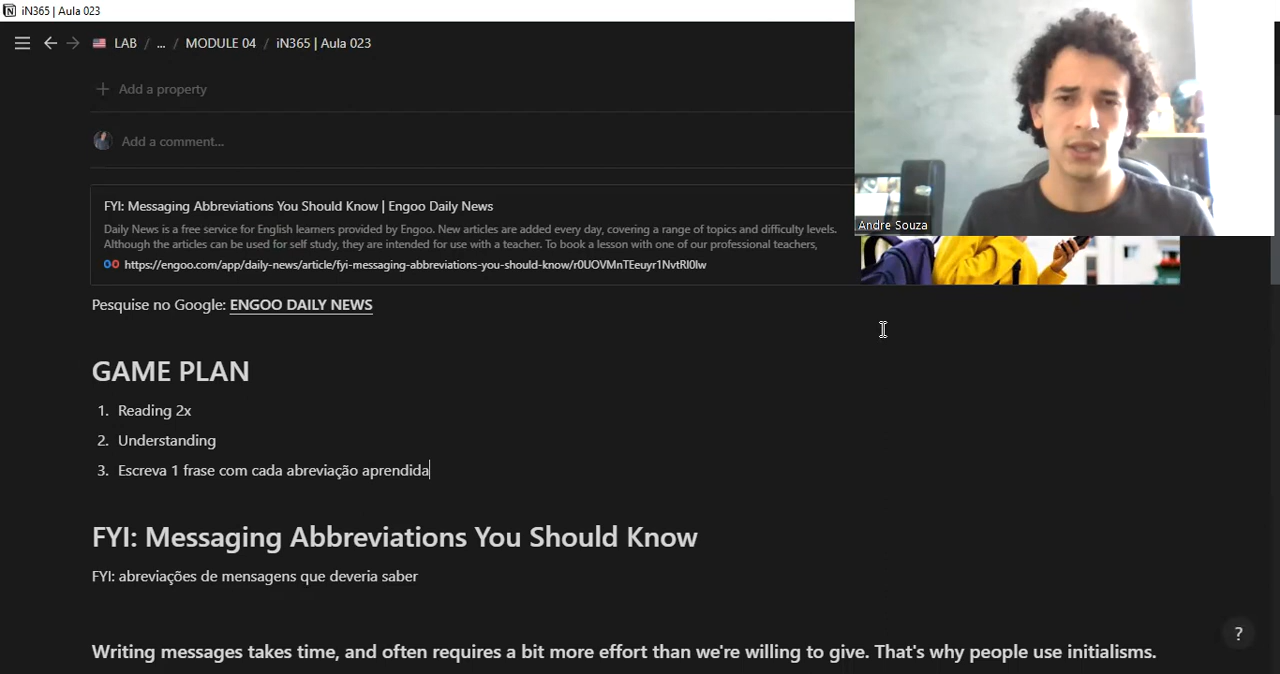 iN365 | Aula 023
LAB / ... / MODULE 04 / iN365 | Aula 023
Add a property
Add a comment...
Andre Souza
FYI: Messaging Abbreviations You Should Know | Engoo Daily News
Daily News is a free service for English learners provided by Engoo. New articles are added every day, covering a range of topics and difficulty levels.
Although the articles can be used for self study, they are intended for use with a teacher. To book a lesson with one of our professional teachers,
https://engoo.com/app/daily-news/article/fyi-messaging-abbreviations-you-should-know/r0UOVMnTEeuyr1NvtRI0lw
Pesquise no Google: ENGOO DAILY NEWS
GAME PLAN
1. Reading 2x
2. Understanding
3. Escreva 1 frase com cada abreviação aprendida
FYI: Messaging Abbreviations You Should Know
FYI: abreviações de mensagens que deveria saber
Writing messages takes time, and often requires a bit more effort than we're willing to give. That's why people use initialisms.
?